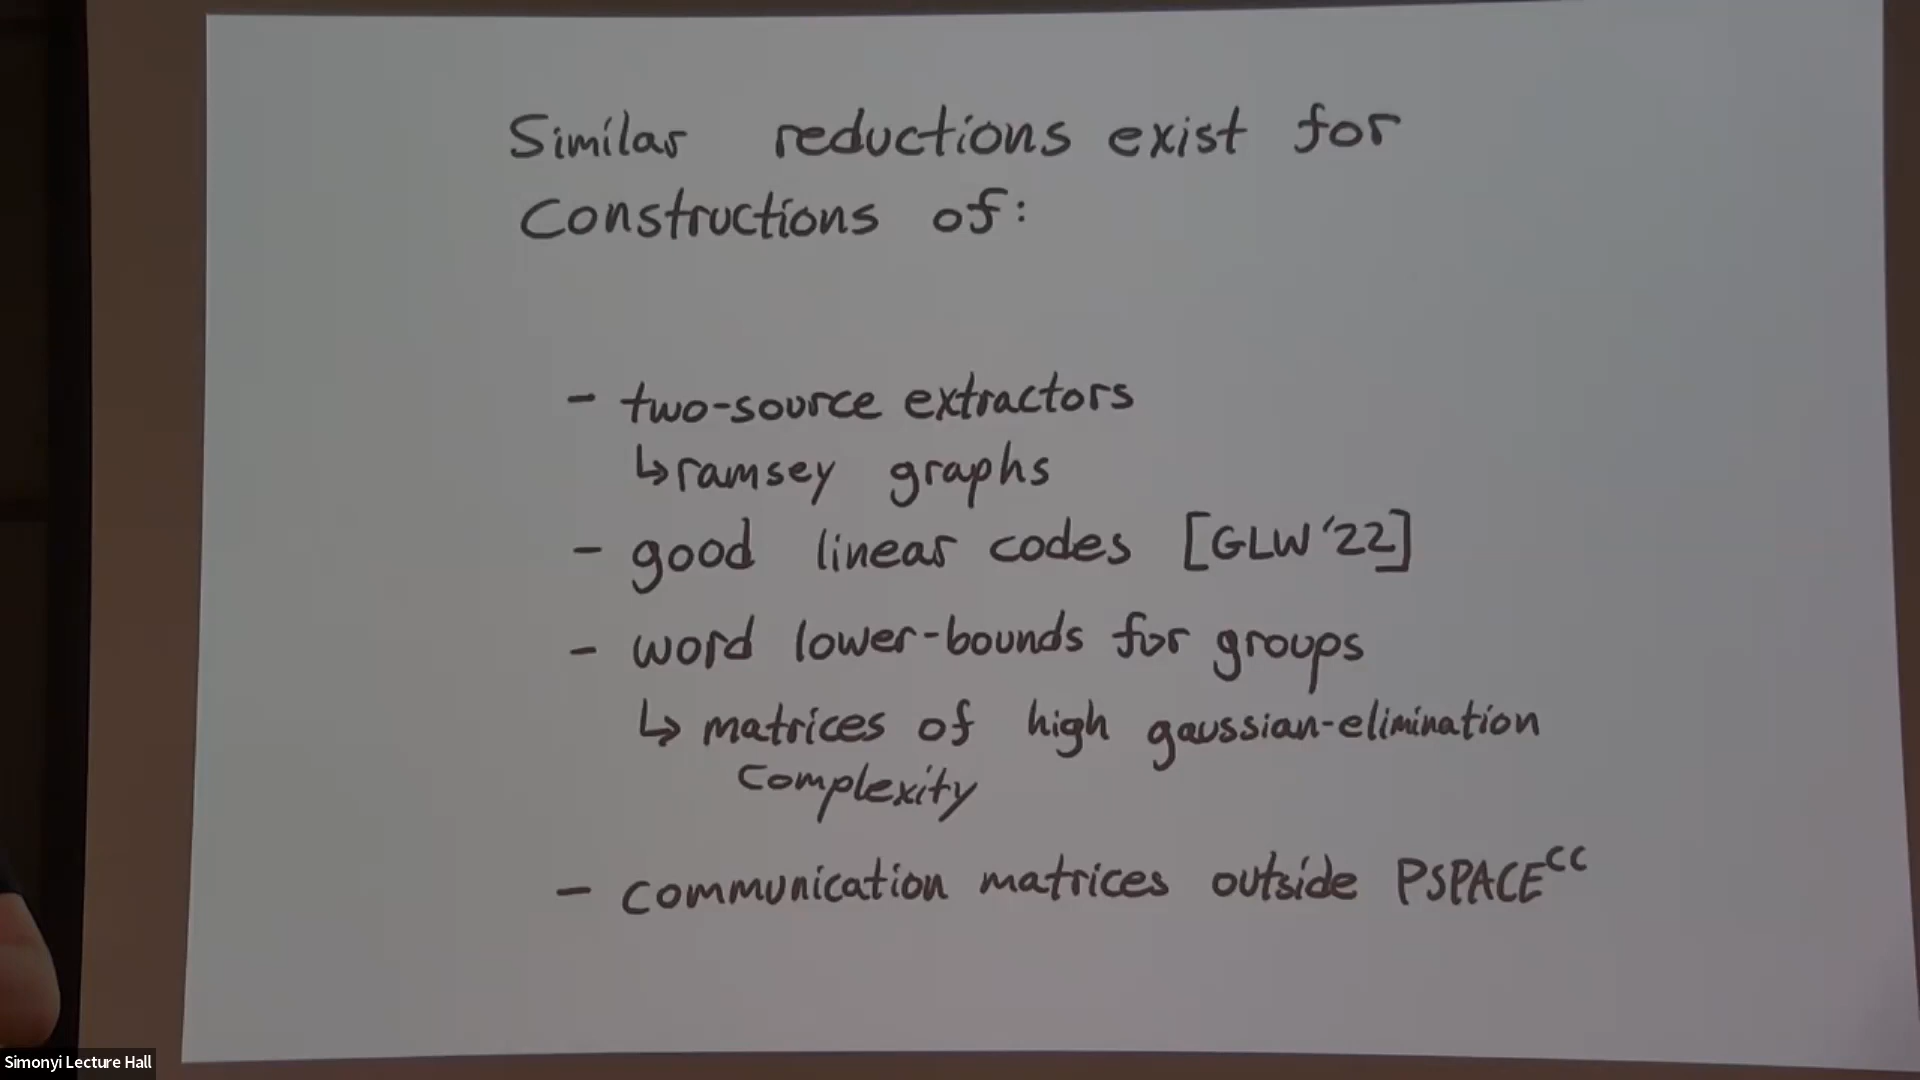 Similar reductions exist for
Constructions of:
- two-source extractors
↳ ramsey graphs
- good linear codes [GLW '22]
- word lower-bounds for groups
↳ matrices of high gaussian-elimination
complexity
- communication matrices outside PSPACE^CC
Simonyi Lecture Hall